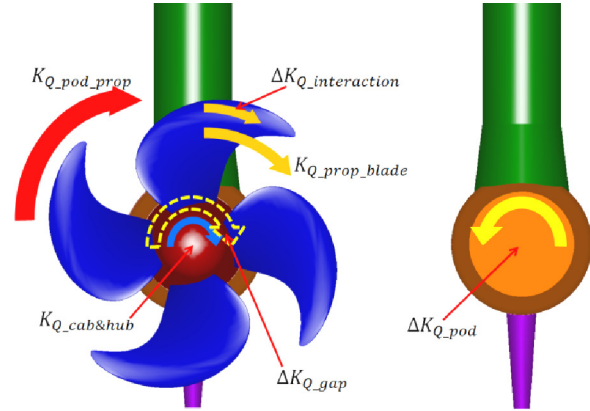 K_Q_pod_prop
ΔK_Q_interaction
K_Q_prop_blade
K_Q_cab&hub
ΔK_Q_gap
ΔK_Q_pod